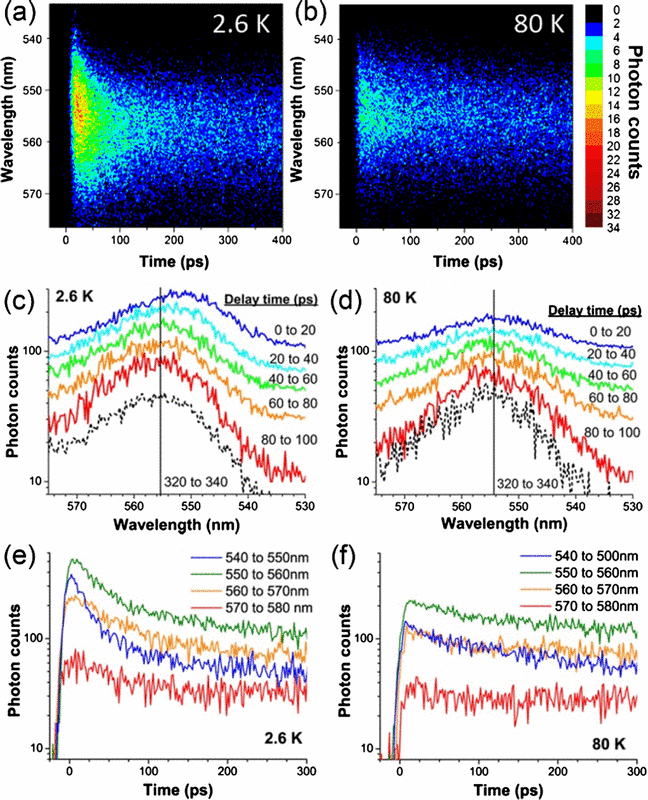 (a)
2.6 K
540
550
560
570
Wavelength (nm)
0 100 200 300 400
Time (ps)
(b)
80 K
540
550
560
570
Wavelength (nm)
0 100 200 300 400
Time (ps)
0
2
4
6
8
10
12
14
16
18
20
22
24
26
28
30
32
34
Photon counts
(c)
2.6 K
Delay time (ps)
0 to 20
20 to 40
40 to 60
60 to 80
80 to 100
320 to 340
100
10
Photon counts
570 560 550 540 530
Wavelength (nm)
(d)
80 K
Delay time (ps)
0 to 20
20 to 40
40 to 60
60 to 80
80 to 100
320 to 340
100
10
Photon counts
570 560 550 540 530
Wavelength (nm)
(e)
540 to 550nm
550 to 560nm
560 to 570nm
570 to 580 nm
100
10
Photon counts
2.6 K
0 100 200 300
Time (ps)
(f)
540 to 500nm
550 to 560nm
560 to 570nm
570 to 580nm
100
10
Photon counts
80 K
0 100 200 300
Time (ps)